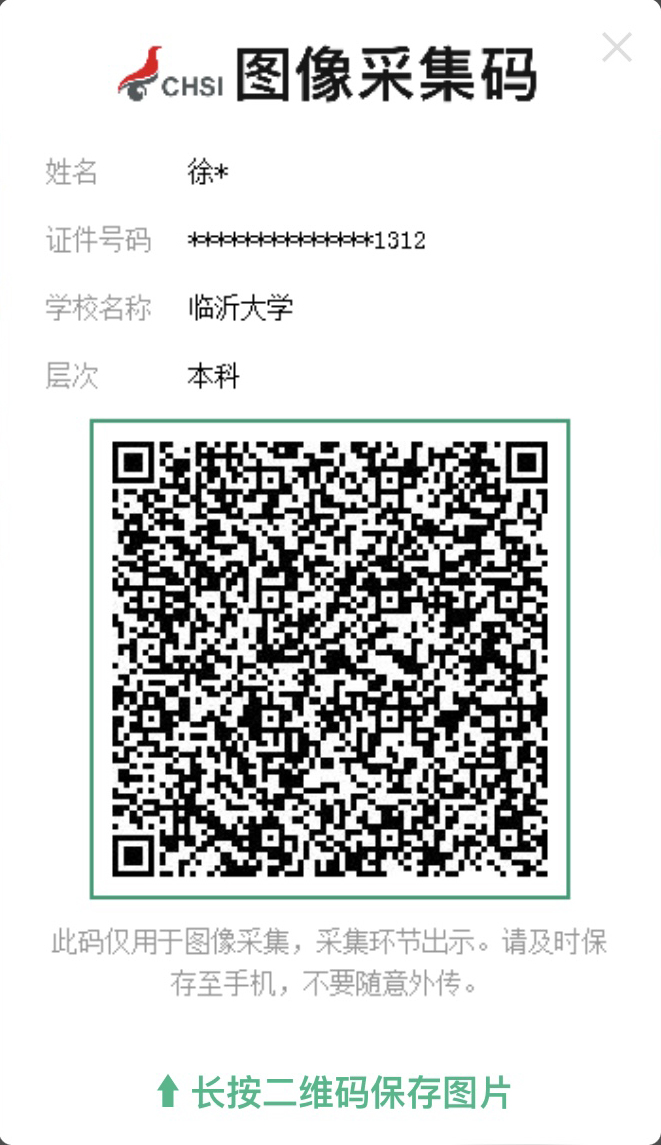 CHSI 图像采集码
姓名 徐*
证件号码 **************1312
学校名称 临沂大学
层次 本科
此码仅用于图像采集，采集环节出示。请及时保
存至手机，不要随意外传。
长按二维码保存图片